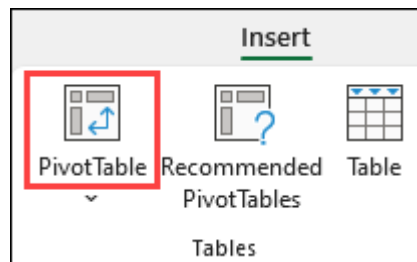 Insert
PivotTable
Recommended
PivotTables
Table
Tables